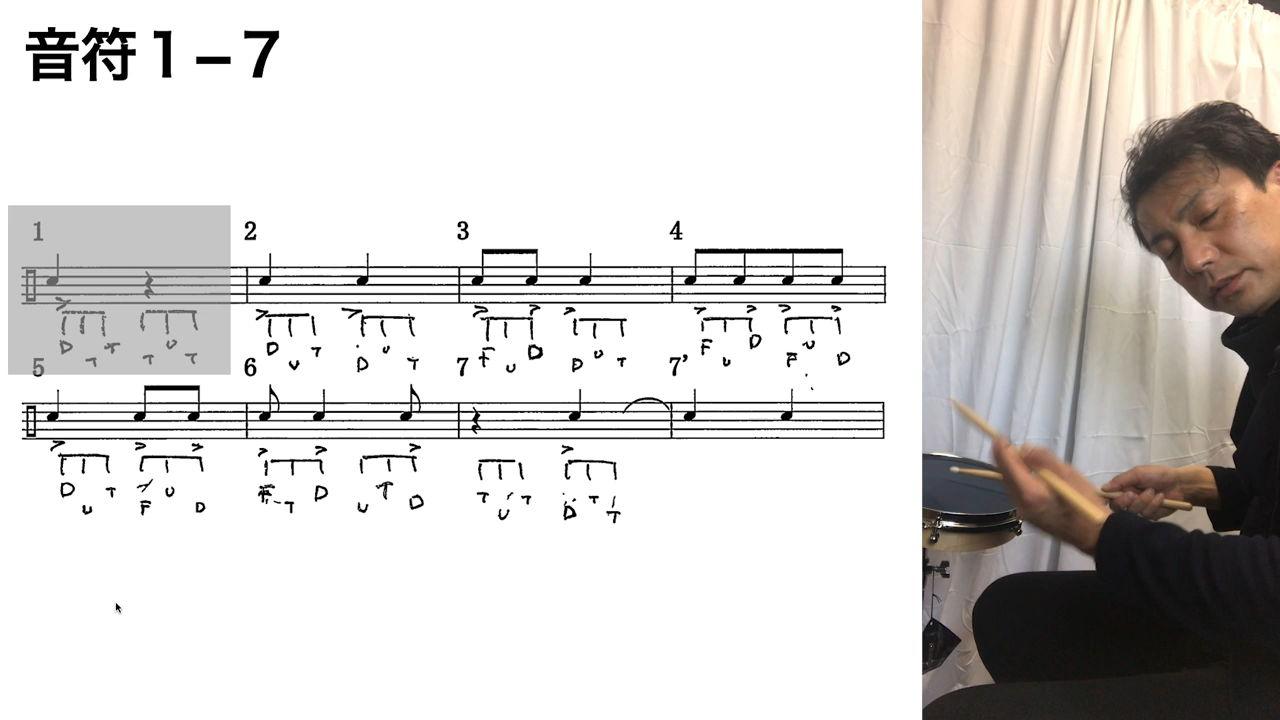 音符１−７
1 2 3 4
D T T T U T D U T D U T F U D D U T F U D F U D
5 6 7 7'
D U T F U D F T D U T D T U T D T T